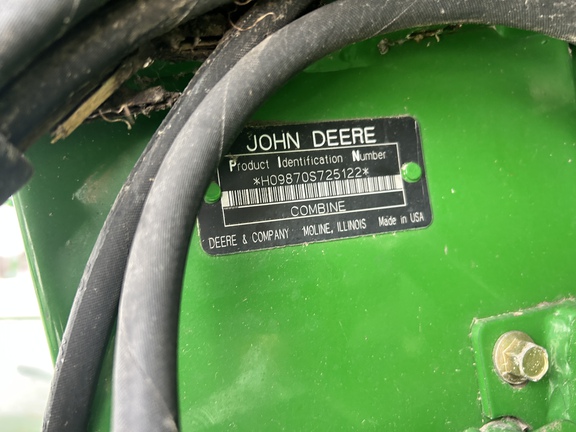 JOHN DEERE
Product Identification Number
*H09870S725122*
COMBINE
DEERE & COMPANY MOLINE, ILLINOIS Made in USA